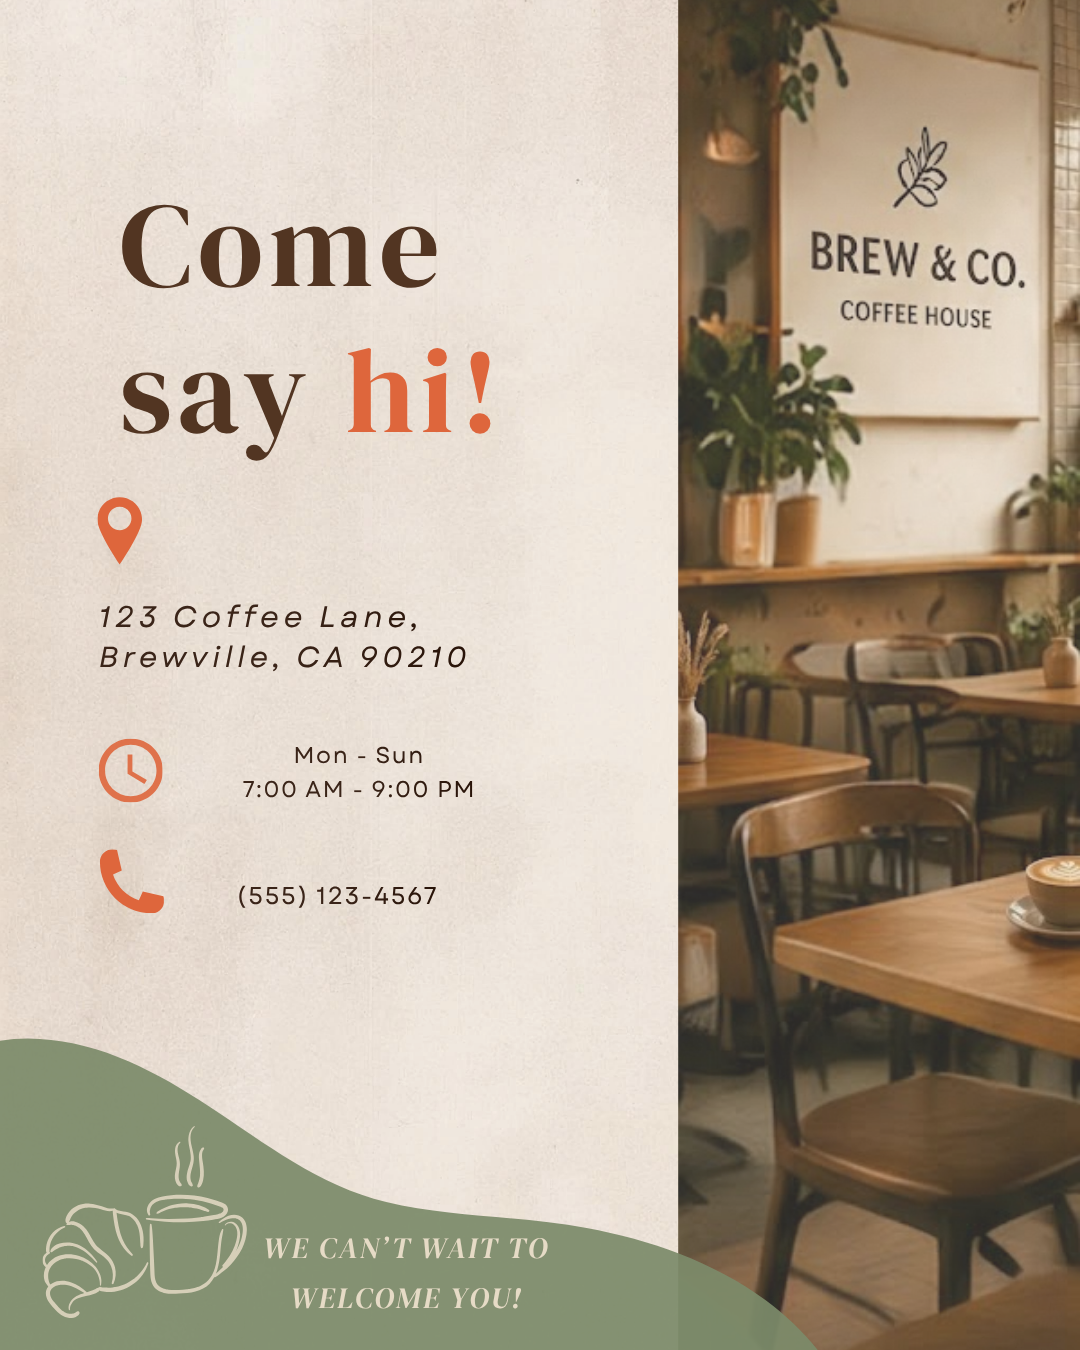 Come
say hi!
123 Coffee Lane,
Brewville, CA 90210
Mon - Sun
7:00 AM - 9:00 PM
(555) 123-4567
WE CAN’T WAIT TO
WELCOME YOU!
BREW & CO.
COFFEE HOUSE